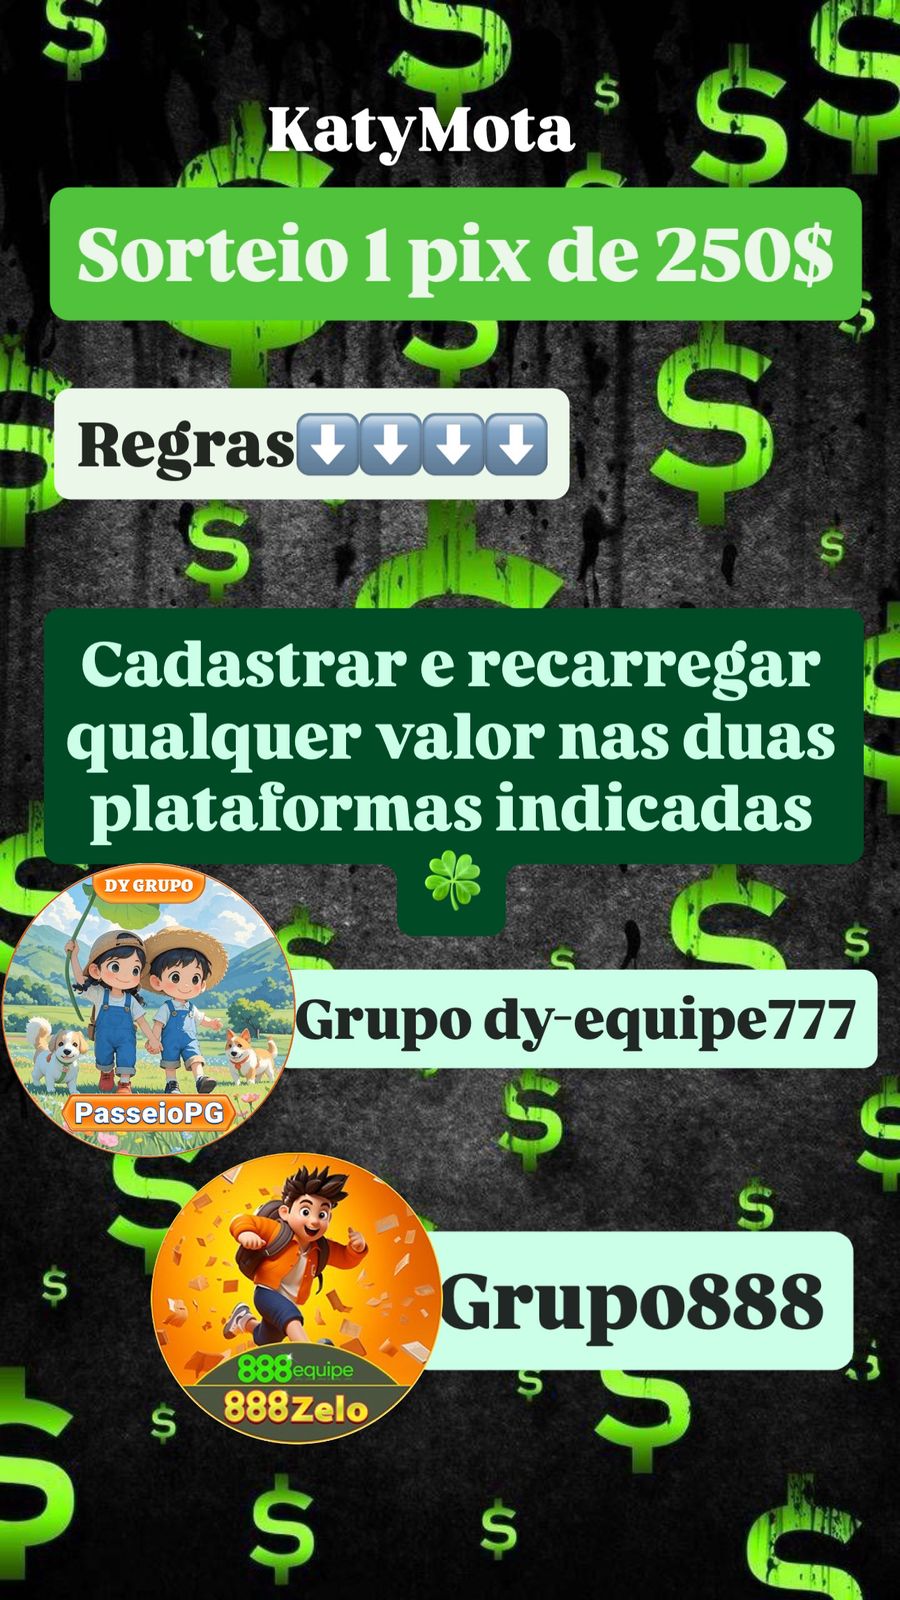 KatyMota
Sorteio 1 pix de 250$
Regras⬇️⬇️⬇️⬇️
Cadastrar e recarregar
qualquer valor nas duas
plataformas indicadas
🍀
DY GRUPO
PasseioPG
Grupo dy-equipe777
888equipe
888Zelo
Grupo888